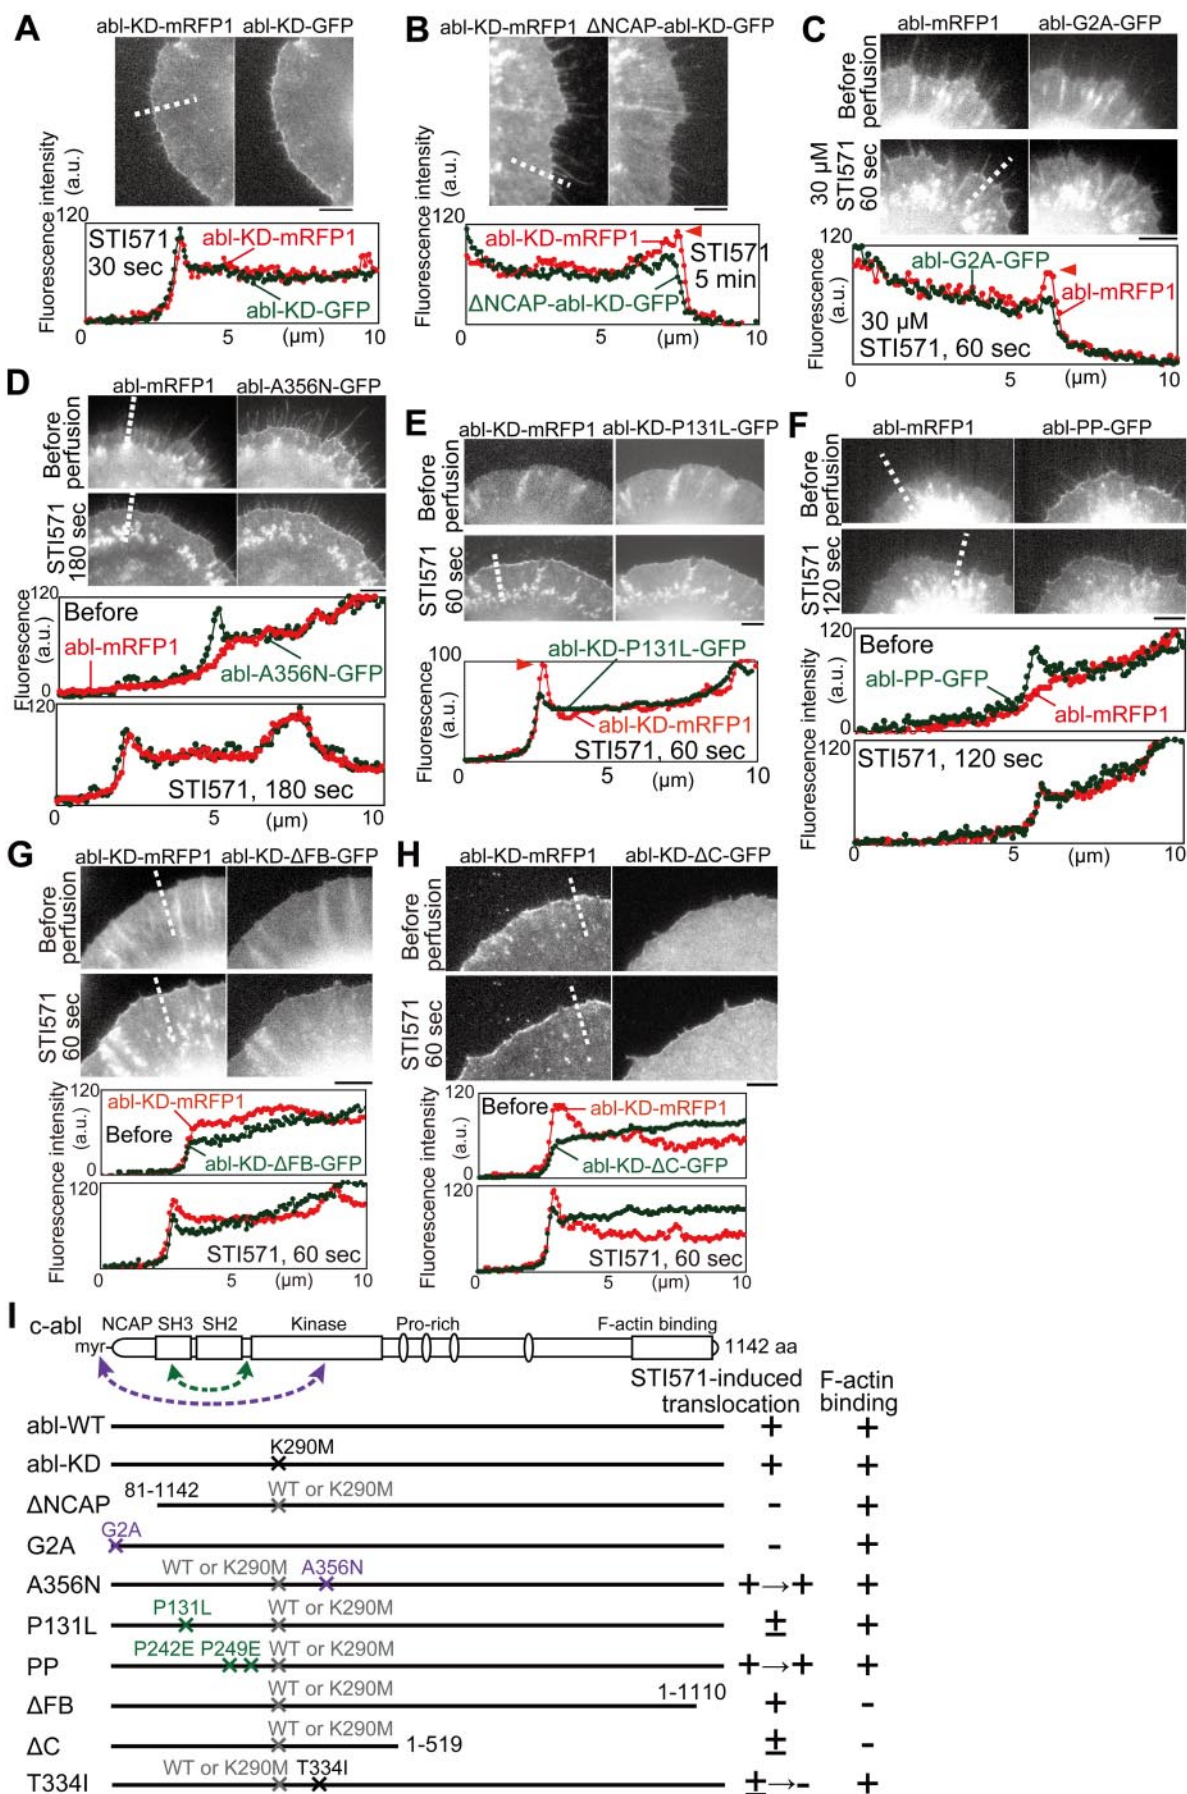 A
abl-KD-mRFP1 abl-KD-GFP
Fluorescence intensity
(a.u.)
120
STI571
30 sec
abl-KD-mRFP1
abl-KD-GFP
0 5 (µm) 10
B
abl-KD-mRFP1 ΔNCAP-abl-KD-GFP
Fluorescence intensity
(a.u.)
120
abl-KD-mRFP1
STI571
5 min
ΔNCAP-abl-KD-GFP
0 5 (µm) 10
C
abl-mRFP1 abl-G2A-GFP
Before
perfusion
30 µM
STI571
60 sec
Fluorescence
(a.u.)
120
abl-G2A-GFP
abl-mRFP1
30 µM
STI571, 60 sec
0 5 (µm) 10
D
abl-mRFP1 abl-A356N-GFP
Before
perfusion
STI571
180 sec
Fluorescence
(a.u.)
120
Before
abl-mRFP1
abl-A356N-GFP
0
120
STI571, 180 sec
0 5 (µm) 10
E
abl-KD-mRFP1 abl-KD-P131L-GFP
Before
perfusion
STI571
60 sec
Fluorescence
(a.u.)
100
abl-KD-P131L-GFP
abl-KD-mRFP1
STI571, 60 sec
0 5 (µm) 10
F
abl-mRFP1 abl-PP-GFP
Before
perfusion
STI571
120 sec
Fluorescence intensity
(a.u.)
120
Before
abl-PP-GFP
abl-mRFP1
0
120
STI571, 120 sec
0 5 (µm) 10
G
abl-KD-mRFP1 abl-KD-ΔFB-GFP
Before
perfusion
STI571
60 sec
Fluorescence intensity
(a.u.)
120
abl-KD-mRFP1
Before
abl-KD-ΔFB-GFP
0
120
STI571, 60 sec
0 5 (µm) 10
H
abl-KD-mRFP1 abl-KD-ΔC-GFP
Before
perfusion
STI571
60 sec
Fluorescence intensity
(a.u.)
120
Before abl-KD-mRFP1
abl-KD-ΔC-GFP
0
120
STI571, 60 sec
0 5 (µm) 10
I
NCAP SH3 SH2 Kinase Pro-rich F-actin binding
c-abl
myr 1142 aa
STI571-induced
translocation
F-actin
binding
abl-WT + +
K290M
abl-KD + +
81-1142 WT or K290M
ΔNCAP - +
G2A
G2A - +
WT or K290M A356N
A356N +→+ +
P131L WT or K290M
P131L ± +
P242E P249E WT or K290M
PP +→+ +
WT or K290M 1-1110
ΔFB + -
WT or K290M
ΔC 1-519 ± -
WT or K290M T334I
T334I ±→- +